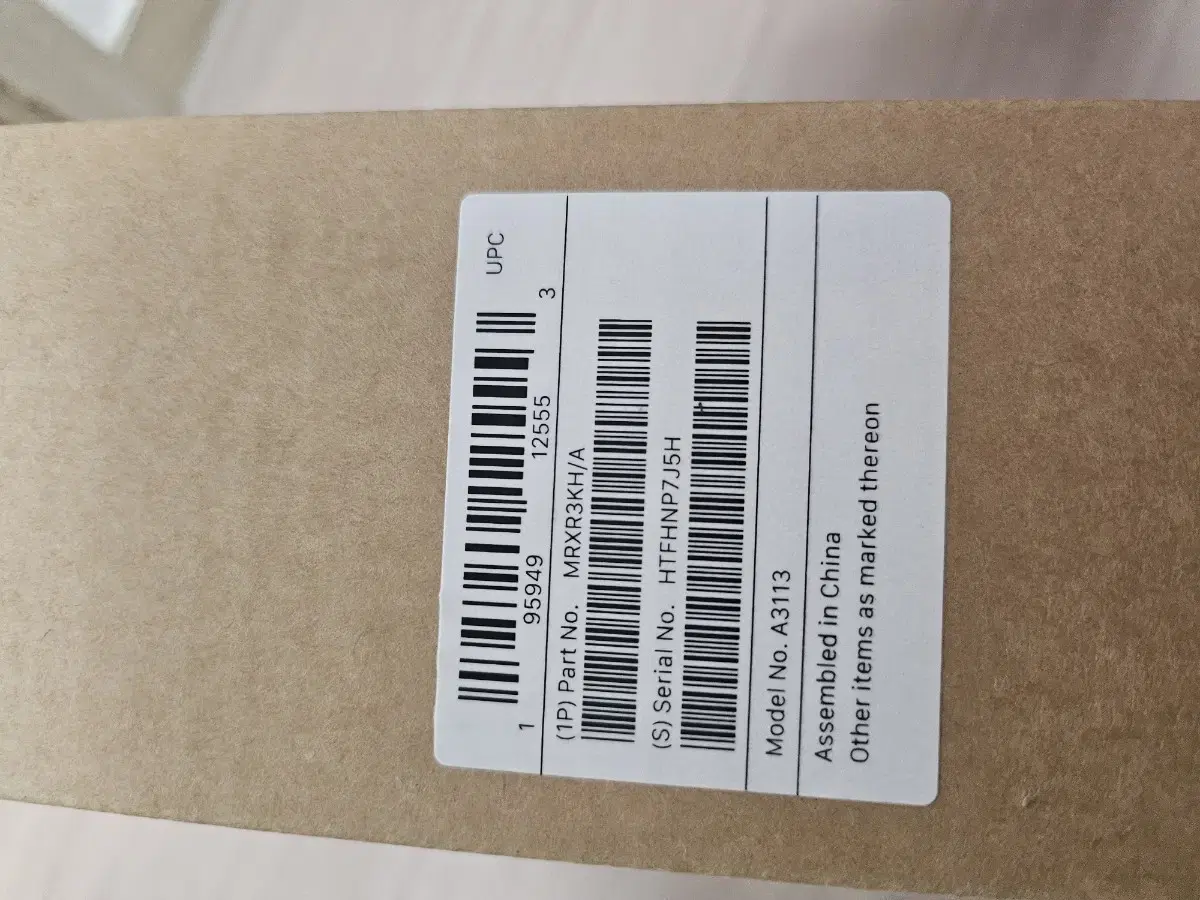 UPC
1 95949 12555 3
(1P) Part No. MRXR3KH/A
(S) Serial No. HTFHNP7J5H
Model No. A3113
Assembled in China
Other items as marked thereon